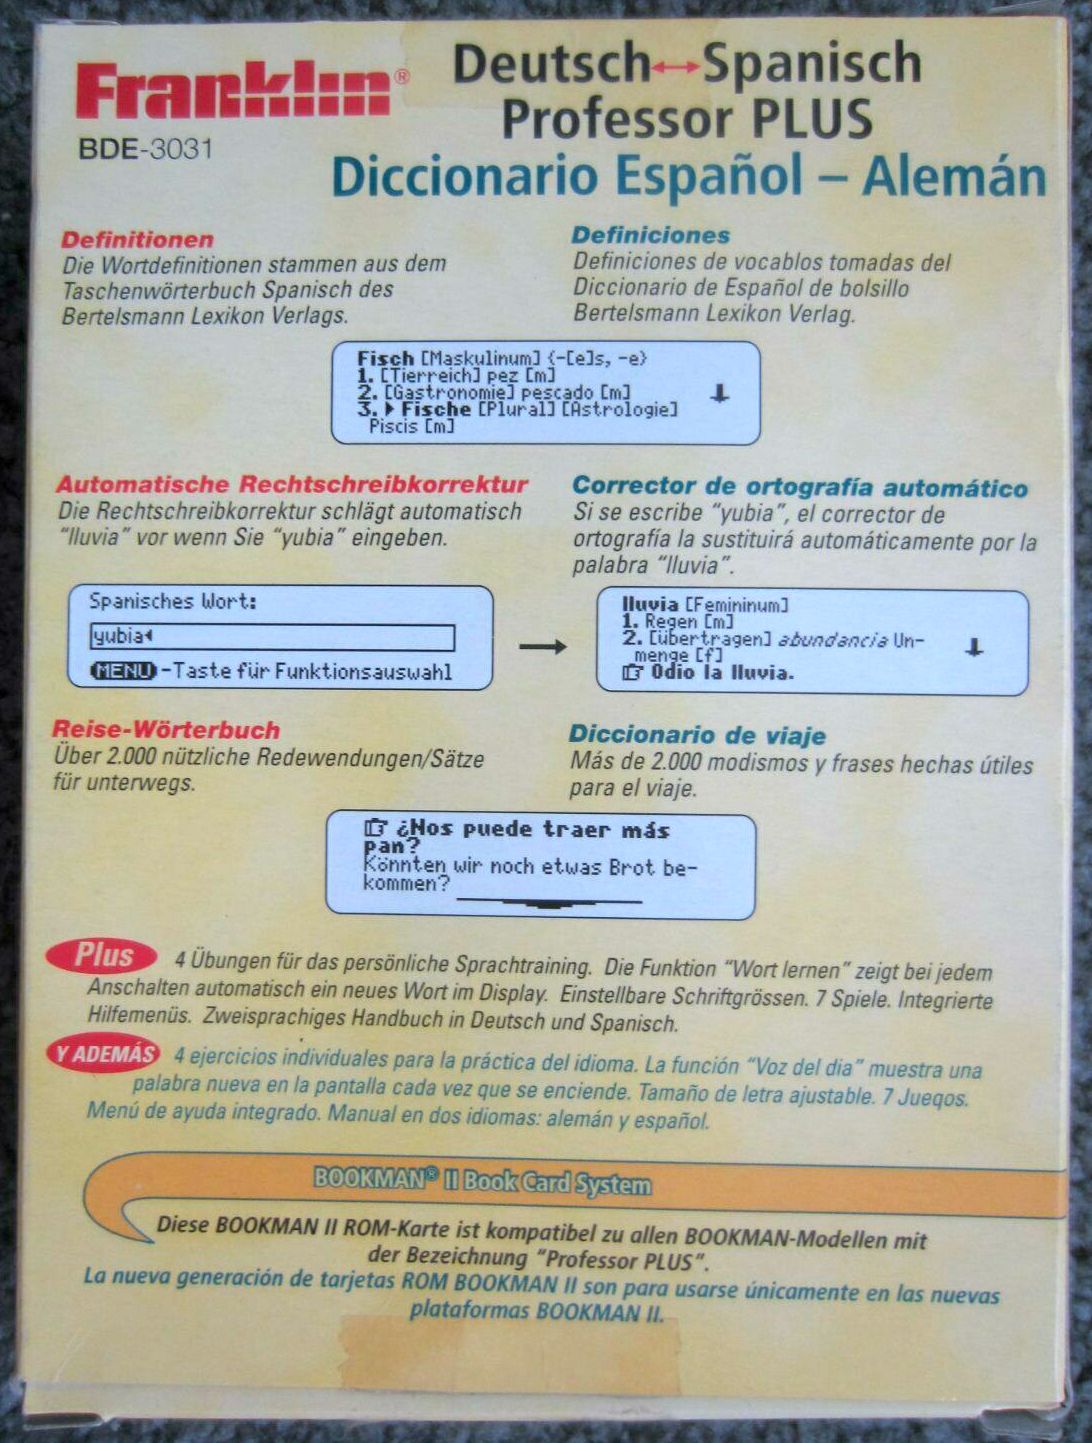 Franklin®
BDE-3031
Deutsch↔Spanisch
Professor PLUS
Diccionario Español – Alemán
Definitionen
Die Wortdefinitionen stammen aus dem
Taschenwörterbuch Spanisch des
Bertelsmann Lexikon Verlags.
Definiciones
Definiciones de vocablos tomadas del
Diccionario de Español de bolsillo
Bertelsmann Lexikon Verlag.
Fisch [Maskulinum] {-[e]s, -e}
1. [Tierreich] pez [m]
2. [Gastronomie] pescado [m]
3. ▶ Fische [Plural] [Astrologie]
Piscis [m]
Automatische Rechtschreibkorrektur
Die Rechtschreibkorrektur schlägt automatisch
"lluvia" vor wenn Sie "yubia" eingeben.
Corrector de ortografía automático
Si se escribe "yubia", el corrector de
ortografía la sustituirá automáticamente por la
palabra "lluvia".
Spanisches Wort:
yubia
MENU-Taste für Funktionsauswahl
lluvia [Femininum]
1. Regen [m]
2. [übertragen] abundancia Un-
menge [f]
☞ Odio la lluvia.
Reise-Wörterbuch
Über 2.000 nützliche Redewendungen/Sätze
für unterwegs.
Diccionario de viaje
Más de 2.000 modismos y frases hechas útiles
para el viaje.
☞ ¿Nos puede traer más
pan?
Könnten wir noch etwas Brot be-
kommen?
Plus 4 Übungen für das persönliche Sprachtraining. Die Funktion "Wort lernen" zeigt bei jedem
Anschalten automatisch ein neues Wort im Display. Einstellbare Schriftgrössen. 7 Spiele. Integrierte
Hilfemenüs. Zweisprachiges Handbuch in Deutsch und Spanisch.
Y ADEMÁS 4 ejercicios individuales para la práctica del idioma. La función "Voz del dia" muestra una
palabra nueva en la pantalla cada vez que se enciende. Tamaño de letra ajustable. 7 Jueqos.
Menú de ayuda integrado. Manual en dos idiomas: alemán y español.
BOOKMAN® II Book Card System
Diese BOOKMAN II ROM-Karte ist kompatibel zu allen BOOKMAN-Modellen mit
der Bezeichnung "Professor PLUS".
La nueva generación de tarjetas ROM BOOKMAN II son para usarse únicamente en las nuevas
plataformas BOOKMAN II.